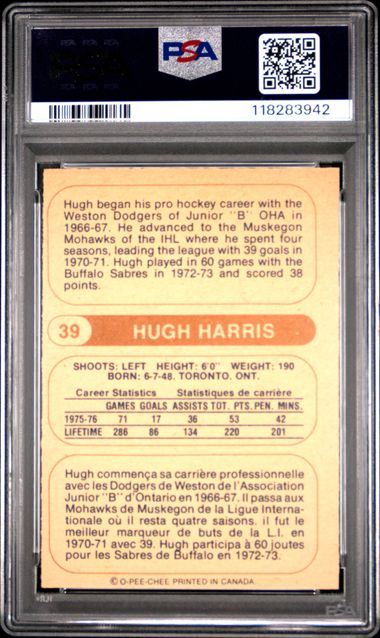 PSA
118283942
Hugh began his pro hockey career with the
Weston Dodgers of Junior "B" OHA in
1966-67. He advanced to the Muskegon
Mohawks of the IHL where he spent four
seasons, leading the league with 39 goals in
1970-71. Hugh played in 60 games with the
Buffalo Sabres in 1972-73 and scored 38
points.
39 HUGH HARRIS
SHOOTS: LEFT HEIGHT: 6'0" WEIGHT: 190
BORN: 6-7-48. TORONTO, ONT.
Career Statistics Statistiques de carrière
GAMES GOALS ASSISTS TOT. PTS. PEN. MINS.
1975-76 71 17 36 53 42
LIFETIME 286 86 134 220 201
Hugh commença sa carrière professionnelle
avec les Dodgers de Weston de l'Association
Junior "B" d'Ontario en 1966-67. Il passa aux
Mohawks de Muskegon de la Ligue Interna-
tionale où il resta quatre saisons. il fut le
meilleur marqueur de buts de la L.I. en
1970-71 avec 39. Hugh participa à 60 joutes
pour les Sabres de Buffalo en 1972-73.
© O-PEE-CHEE PRINTED IN CANADA.